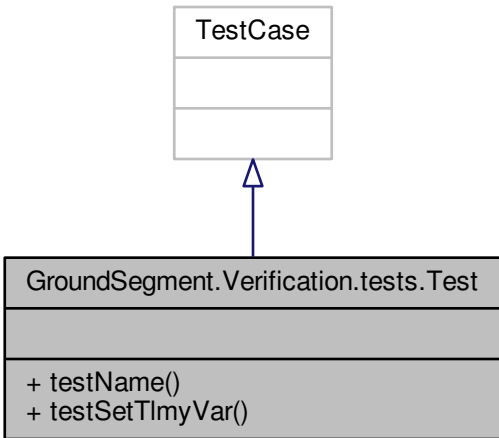 TestCase
GroundSegment.Verification.tests.Test
+ testName()
+ testSetTlmyVar()